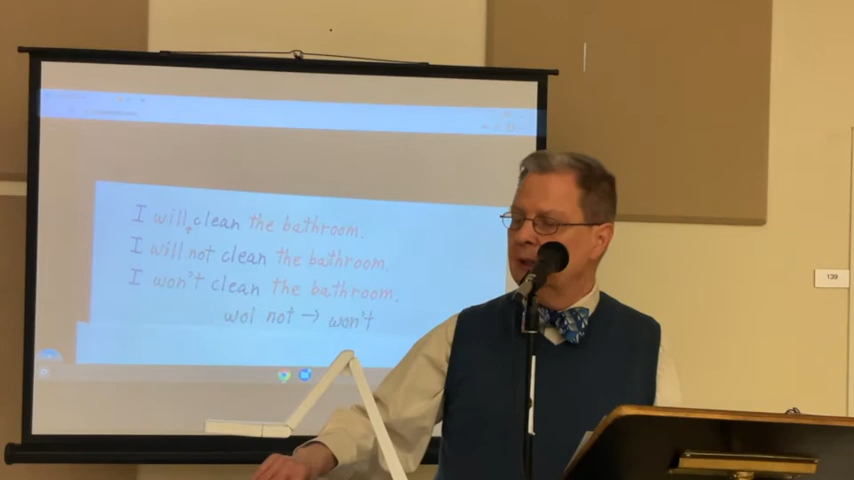 I will clean the bathroom.
I will not clean the bathroom.
I won't clean the bathroom.
wol not → won't
139